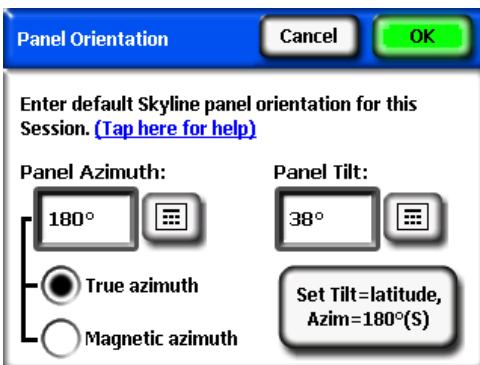 Panel Orientation
Cancel
OK
Enter default Skyline panel orientation for this
Session. (Tap here for help)
Panel Azimuth:
Panel Tilt:
180°
38°
True azimuth
Magnetic azimuth
Set Tilt=latitude,
Azim=180°(S)